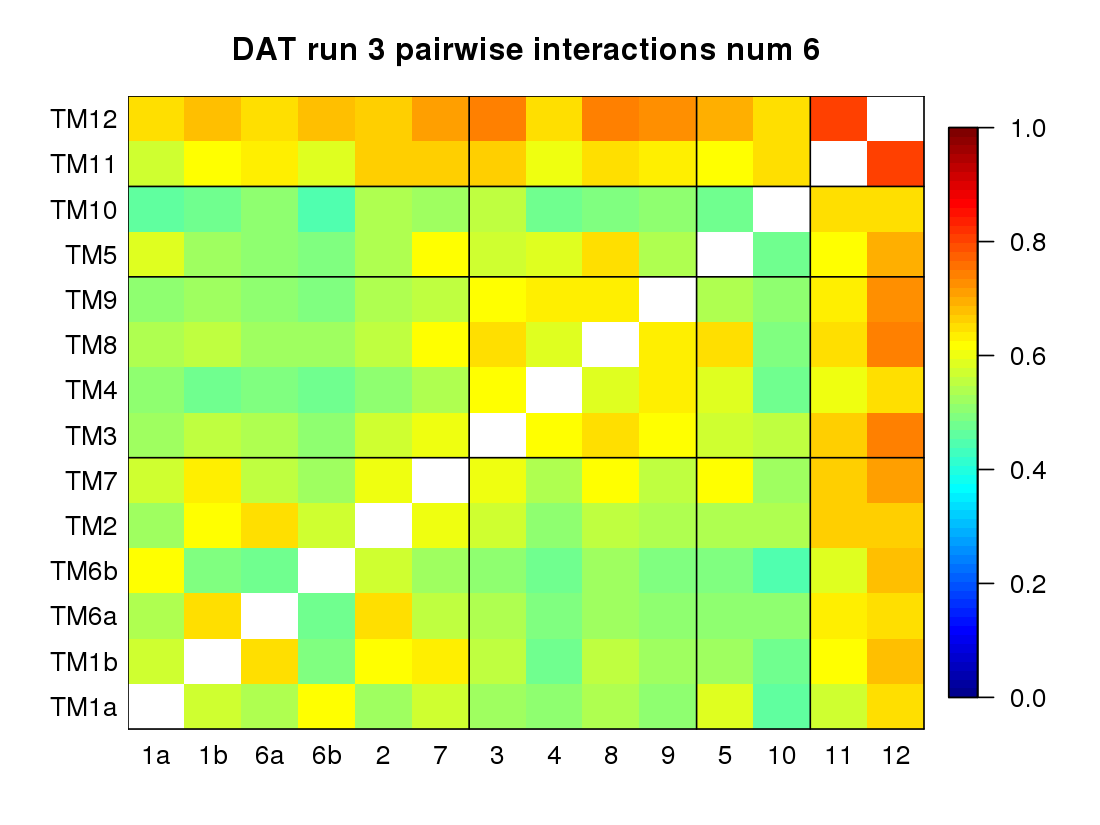 DAT run 3 pairwise interactions num 6
TM12
TM11
TM10
TM5
TM9
TM8
TM4
TM3
TM7
TM2
TM6b
TM6a
TM1b
TM1a
1a 1b 6a 6b 2 7 3 4 8 9 5 10 11 12
1.0
0.8
0.6
0.4
0.2
0.0